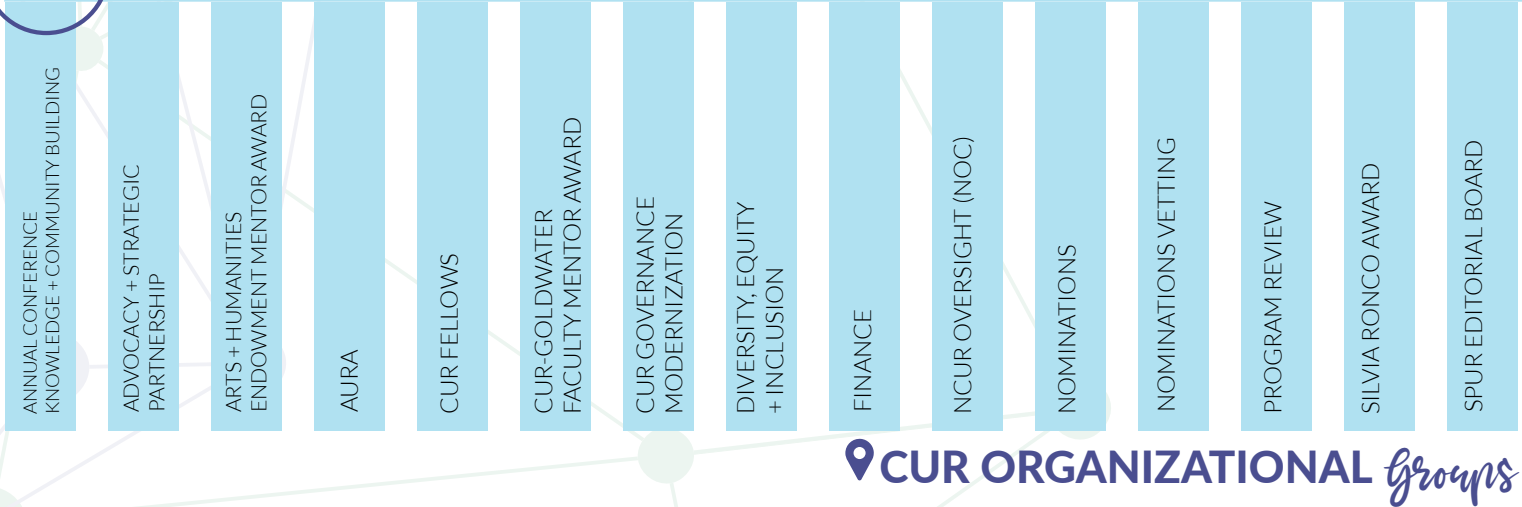 ANNUAL CONFERENCE
KNOWLEDGE + COMMUNITY BUILDING
ADVOCACY + STRATEGIC
PARTNERSHIP
ARTS + HUMANITIES
ENDOWMENT MENTOR AWARD
AURA
CUR FELLOWS
CUR-GOLDWATER
FACULTY MENTOR AWARD
CUR GOVERNANCE
MODERNIZATION
DIVERSITY, EQUITY
+ INCLUSION
FINANCE
NCUR OVERSIGHT (NOC)
NOMINATIONS
NOMINATIONS VETTING
PROGRAM REVIEW
SILVIA RONCO AWARD
SPUR EDITORIAL BOARD
CUR ORGANIZATIONAL Groups